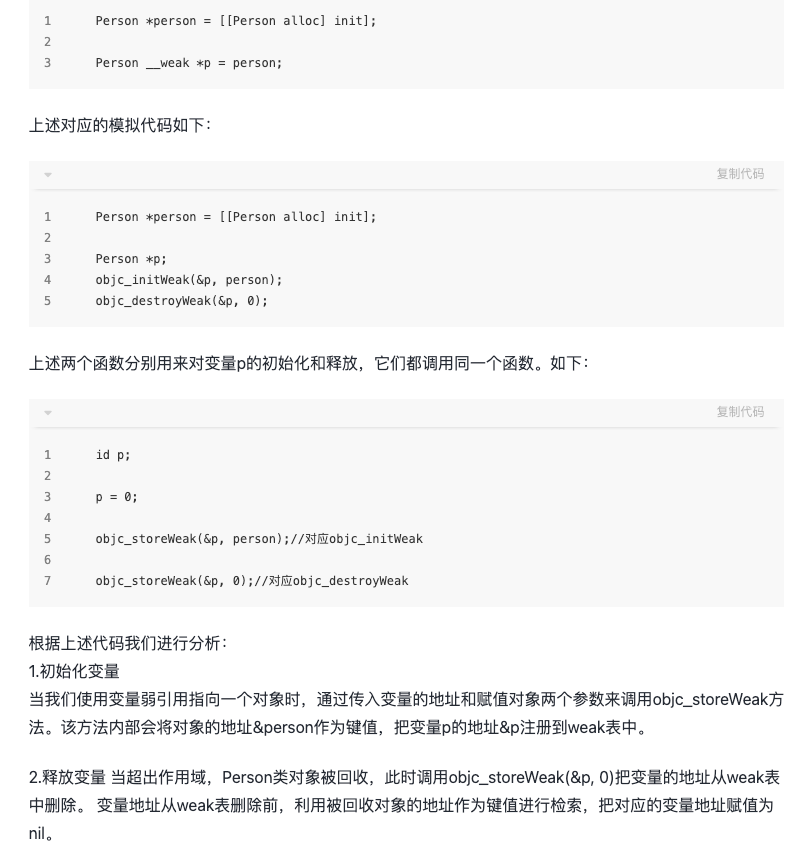 1 Person *person = [[Person alloc] init];
2
3 Person __weak *p = person;
上述对应的模拟代码如下：
复制代码
1 Person *person = [[Person alloc] init];
2
3 Person *p;
4 objc_initWeak(&p, person);
5 objc_destroyWeak(&p, 0);
上述两个函数分别用来对变量p的初始化和释放，它们都调用同一个函数。如下：
复制代码
1 id p;
2
3 p = 0;
4
5 objc_storeWeak(&p, person);//对应objc_initWeak
6
7 objc_storeWeak(&p, 0);//对应objc_destroyWeak
根据上述代码我们进行分析：
1.初始化变量
当我们使用变量弱引用指向一个对象时，通过传入变量的地址和赋值对象两个参数来调用objc_storeWeak方
法。该方法内部会将对象的地址&person作为键值，把变量p的地址&p注册到weak表中。
2.释放变量 当超出作用域，Person类对象被回收，此时调用objc_storeWeak(&p, 0)把变量的地址从weak表
中删除。 变量地址从weak表删除前，利用被回收对象的地址作为键值进行检索，把对应的变量地址赋值为
nil。